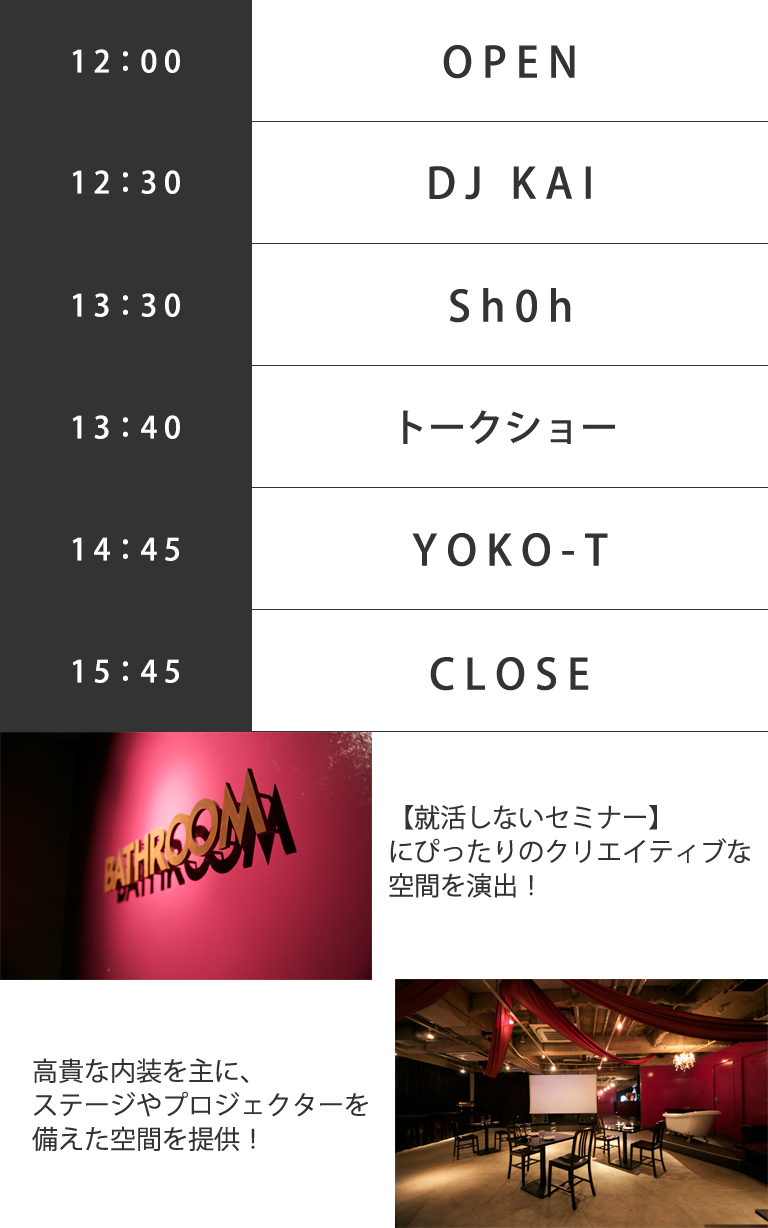 12：00 OPEN
12：30 DJ KAI
13：30 Sh0h
13：40 トークショー
14：45 YOKO-T
15：45 CLOSE
BATHROOM
【就活しないセミナー】
にぴったりのクリエイティブな
空間を演出！
高貴な内装を主に、
ステージやプロジェクターを
備えた空間を提供！